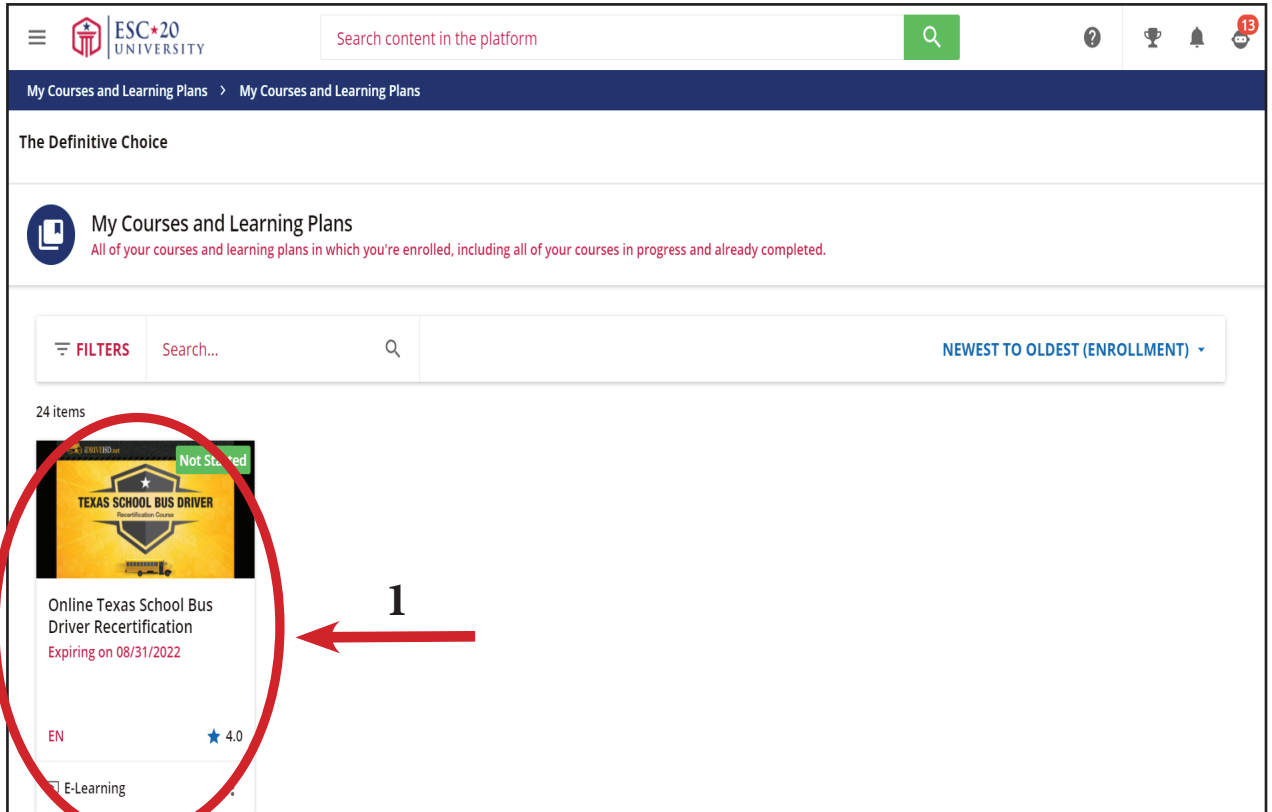 ESC★20
UNIVERSITY
Search content in the platform
?
13
My Courses and Learning Plans > My Courses and Learning Plans
The Definitive Choice
My Courses and Learning Plans
All of your courses and learning plans in which you're enrolled, including all of your courses in progress and already completed.
FILTERS Search... NEWEST TO OLDEST (ENROLLMENT)
24 items
iDRIVEISD.net
Not Started
TEXAS SCHOOL BUS DRIVER
Recertification Course
Online Texas School Bus
Driver Recertification
Expiring on 08/31/2022
1
EN 4.0
E-Learning